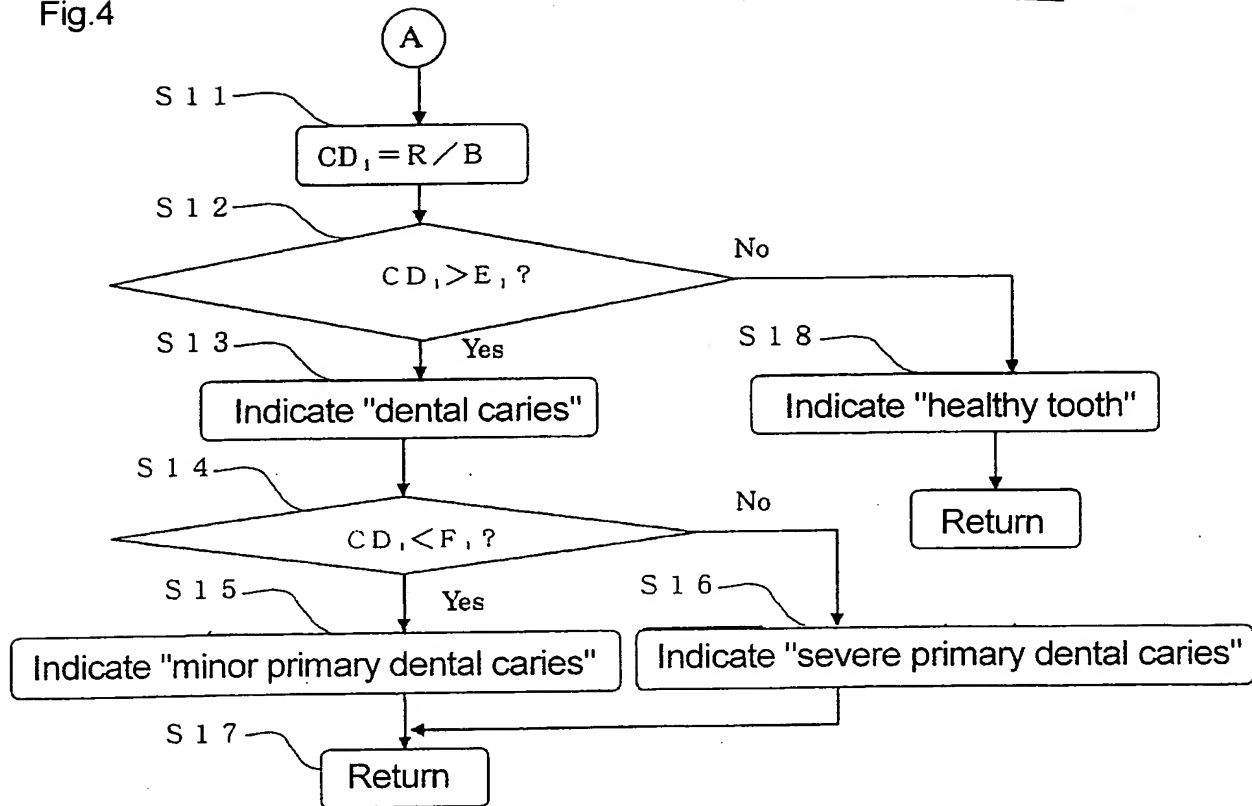 Fig.4
A
S11
CD₁=R/B
S12
CD₁>E₁?
No
S13
Yes
S18
Indicate "dental caries"
Indicate "healthy tooth"
S14
No
Return
CD₁<F₁?
S15
Yes
S16
Indicate "minor primary dental caries"
Indicate "severe primary dental caries"
S17
Return